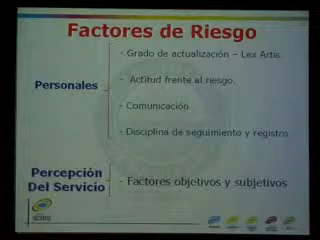 Factores de Riesgo
- Grado de actualización – Lex Artis.
- Actitud frente al riesgo.
Personales
- Comunicación
- Disciplina de seguimiento y registro
Percepción
Del Servicio
- Factores objetivos y subjetivos